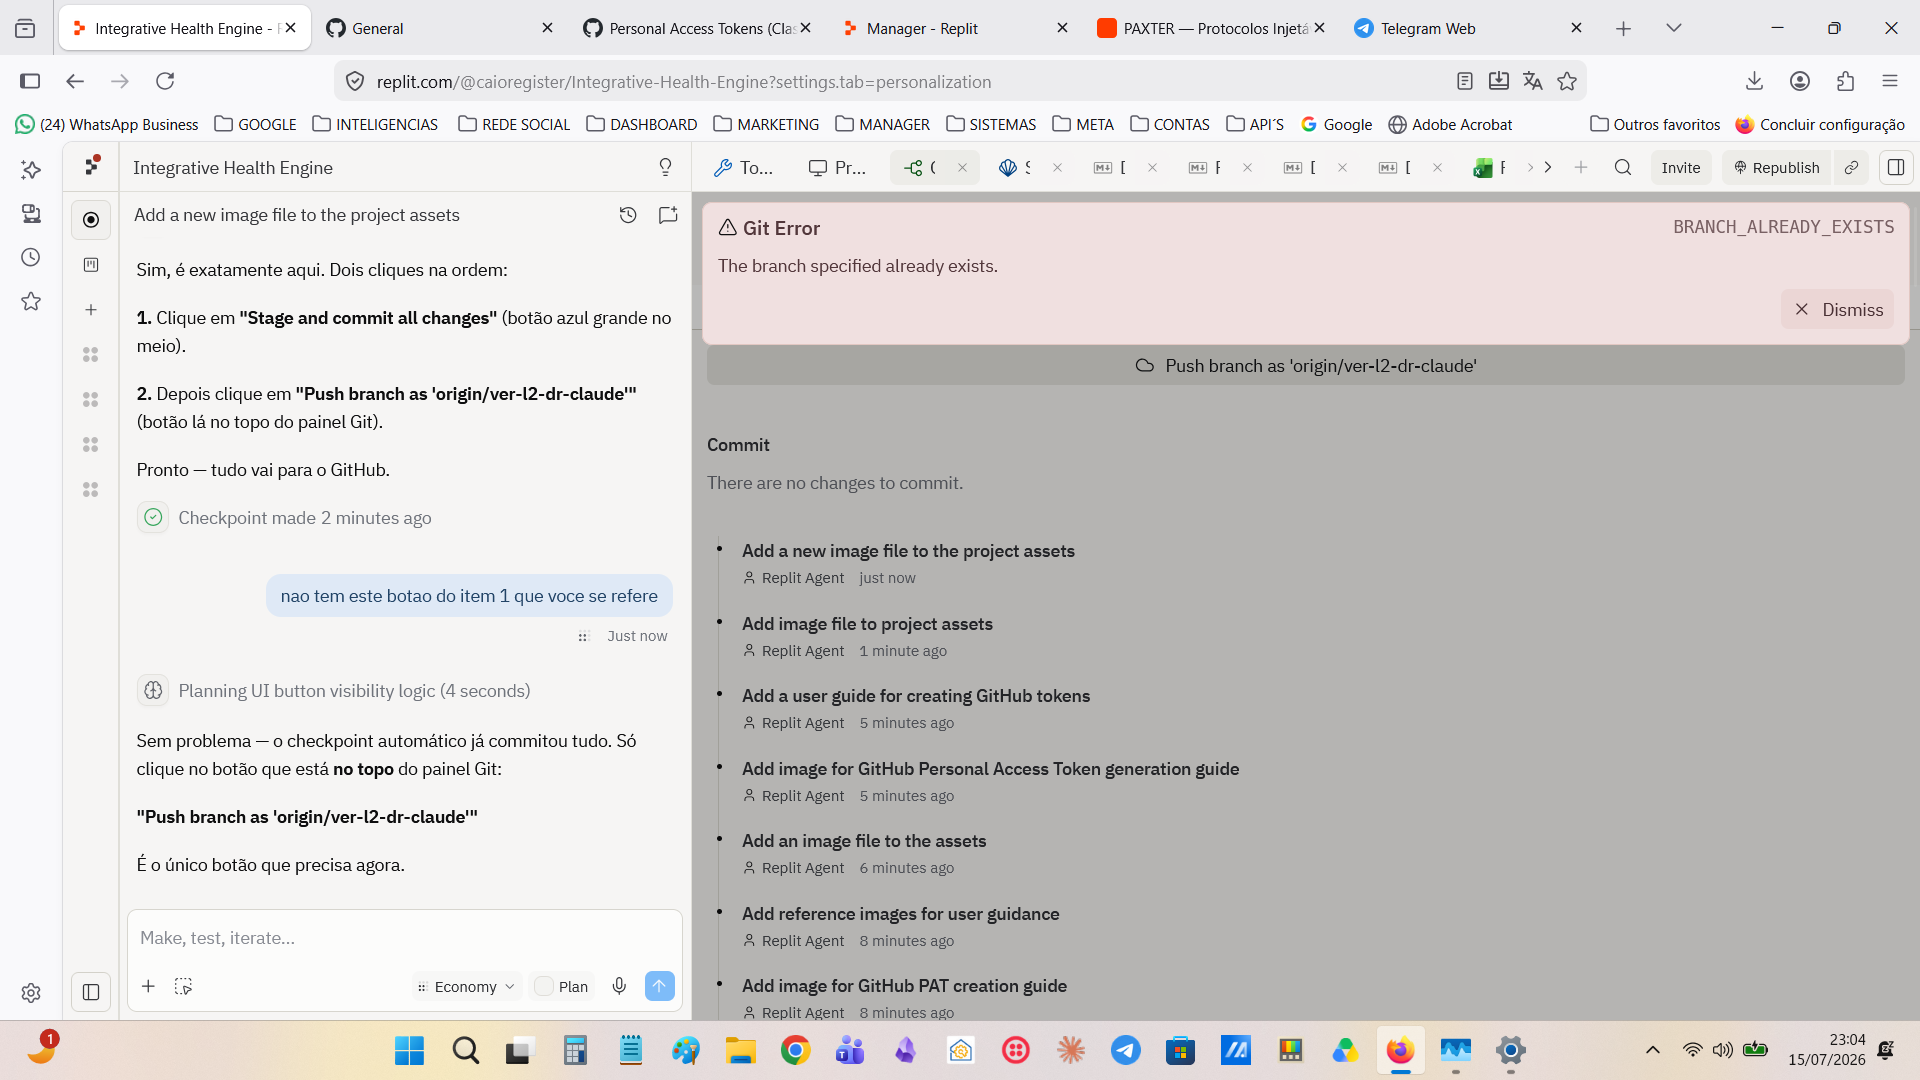 Integrative Health Engine -
General
Personal Access Tokens (Clas
Manager - Replit
PAXTER — Protocolos Injetá
Telegram Web
replit.com/@caioregister/Integrative-Health-Engine?settings.tab=personalization
(24) WhatsApp Business
GOOGLE
INTELIGENCIAS
REDE SOCIAL
DASHBOARD
MARKETING
MANAGER
SISTEMAS
META
CONTAS
API´S
Google
Adobe Acrobat
Outros favoritos
Concluir configuração
Integrative Health Engine
To...
Pr...
Invite
Republish
Add a new image file to the project assets
Sim, é exatamente aqui. Dois cliques na ordem:
1. Clique em "Stage and commit all changes" (botão azul grande no
meio).
2. Depois clique em "Push branch as 'origin/ver-l2-dr-claude'"
(botão lá no topo do painel Git).
Pronto — tudo vai para o GitHub.
Checkpoint made 2 minutes ago
nao tem este botao do item 1 que voce se refere
Just now
Planning UI button visibility logic (4 seconds)
Sem problema — o checkpoint automático já commitou tudo. Só
clique no botão que está no topo do painel Git:
"Push branch as 'origin/ver-l2-dr-claude'"
É o único botão que precisa agora.
Make, test, iterate...
Economy
Plan
Git Error
BRANCH_ALREADY_EXISTS
The branch specified already exists.
Dismiss
Push branch as 'origin/ver-l2-dr-claude'
Commit
There are no changes to commit.
Add a new image file to the project assets
Replit Agent just now
Add image file to project assets
Replit Agent 1 minute ago
Add a user guide for creating GitHub tokens
Replit Agent 5 minutes ago
Add image for GitHub Personal Access Token generation guide
Replit Agent 5 minutes ago
Add an image file to the assets
Replit Agent 6 minutes ago
Add reference images for user guidance
Replit Agent 8 minutes ago
Add image for GitHub PAT creation guide
Replit Agent 8 minutes ago
1
23:04
15/07/2026